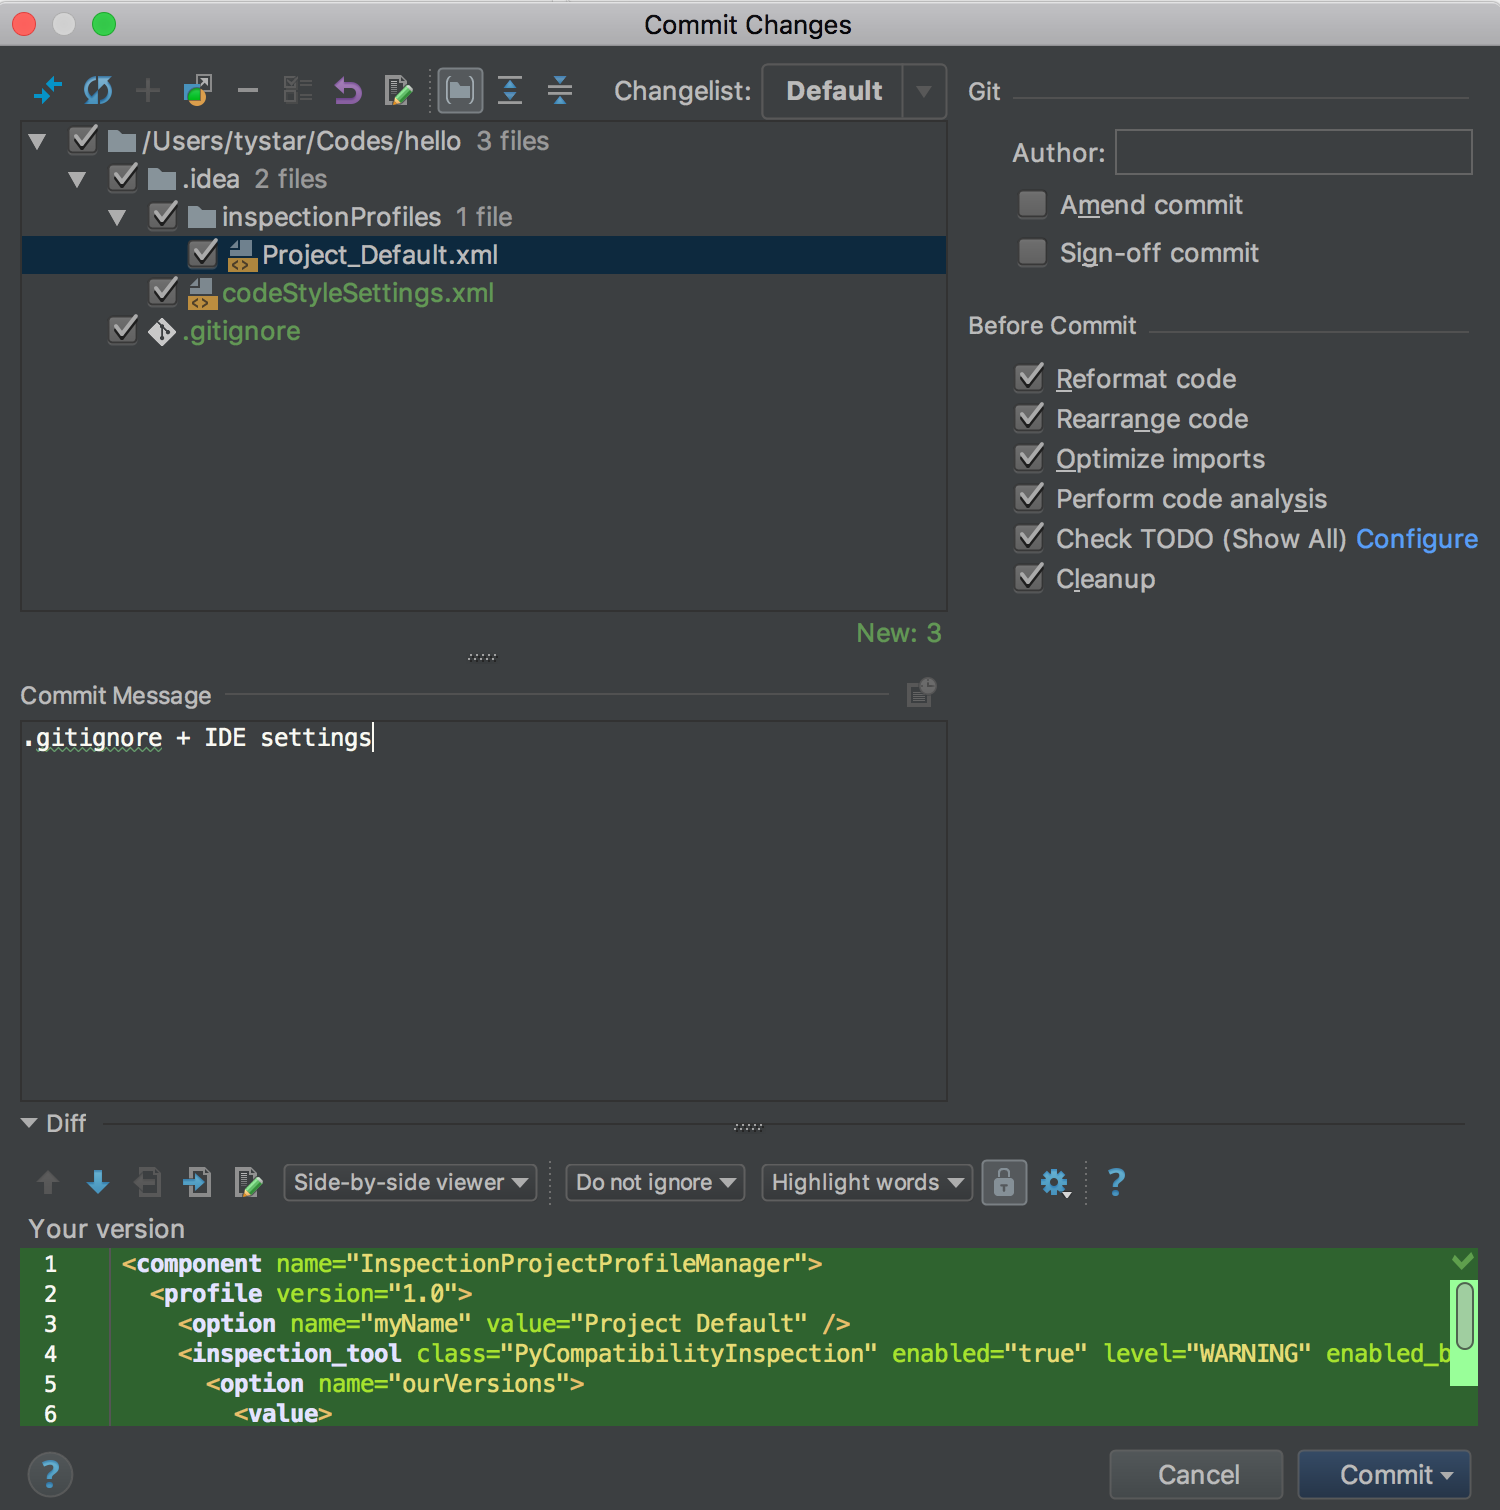 Commit Changes
Changelist: Default
/Users/tystar/Codes/hello 3 files
.idea 2 files
inspectionProfiles 1 file
Project_Default.xml
codeStyleSettings.xml
.gitignore
New: 3
Git
Author:
Amend commit
Sign-off commit
Before Commit
Reformat code
Rearrange code
Optimize imports
Perform code analysis
Check TODO (Show All) Configure
Cleanup
Commit Message
.gitignore + IDE settings
Diff
Side-by-side viewer Do not ignore Highlight words ?
Your version
1 <component name="InspectionProjectProfileManager">
2 <profile version="1.0">
3 <option name="myName" value="Project Default" />
4 <inspection_tool class="PyCompatibilityInspection" enabled="true" level="WARNING" enabled_b
5 <option name="ourVersions">
6 <value>
? Cancel Commit